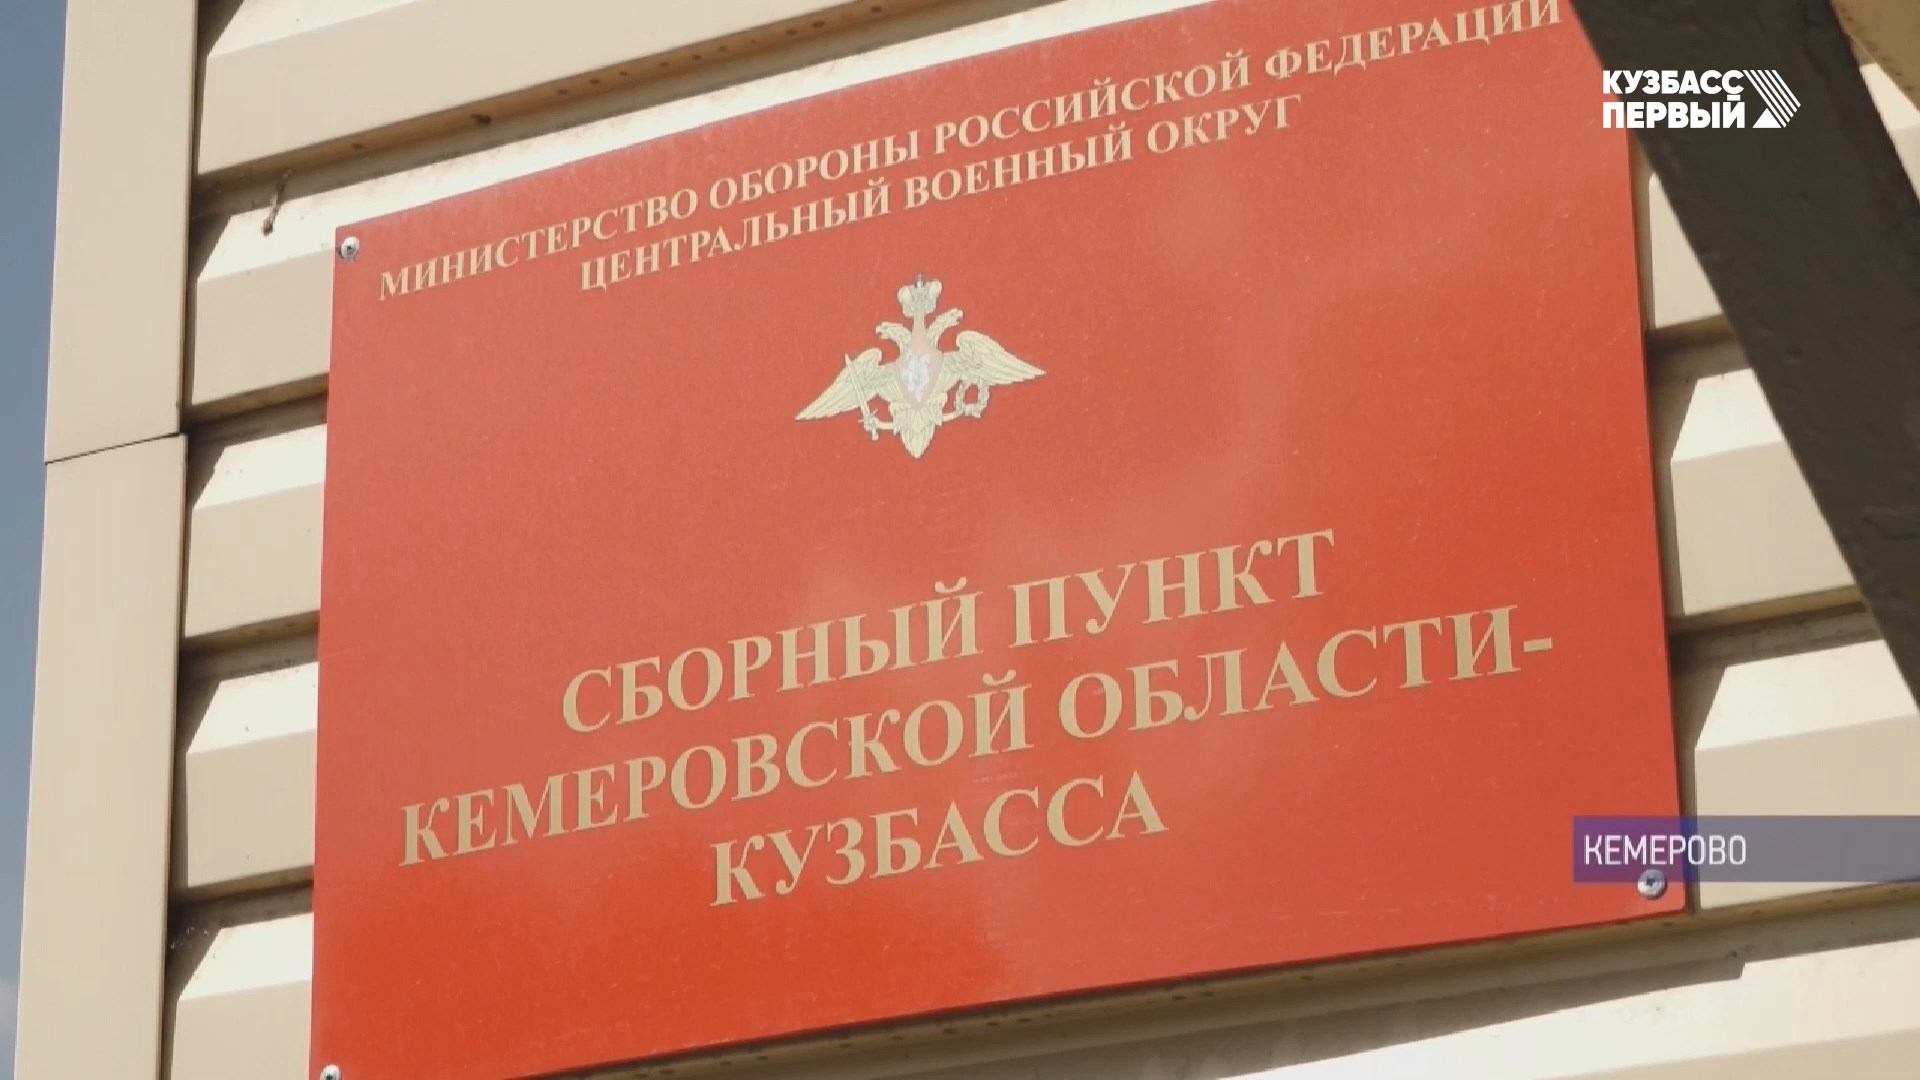 МИНИСТЕРСТВО ОБОРОНЫ РОССИЙСКОЙ ФЕДЕРАЦИИ
ЦЕНТРАЛЬНЫЙ ВОЕННЫЙ ОКРУГ
КУЗБАСС
ПЕРВЫЙ
СБОРНЫЙ ПУНКТ
КЕМЕРОВСКОЙ ОБЛАСТИ-
КУЗБАССА
КЕМЕРОВО